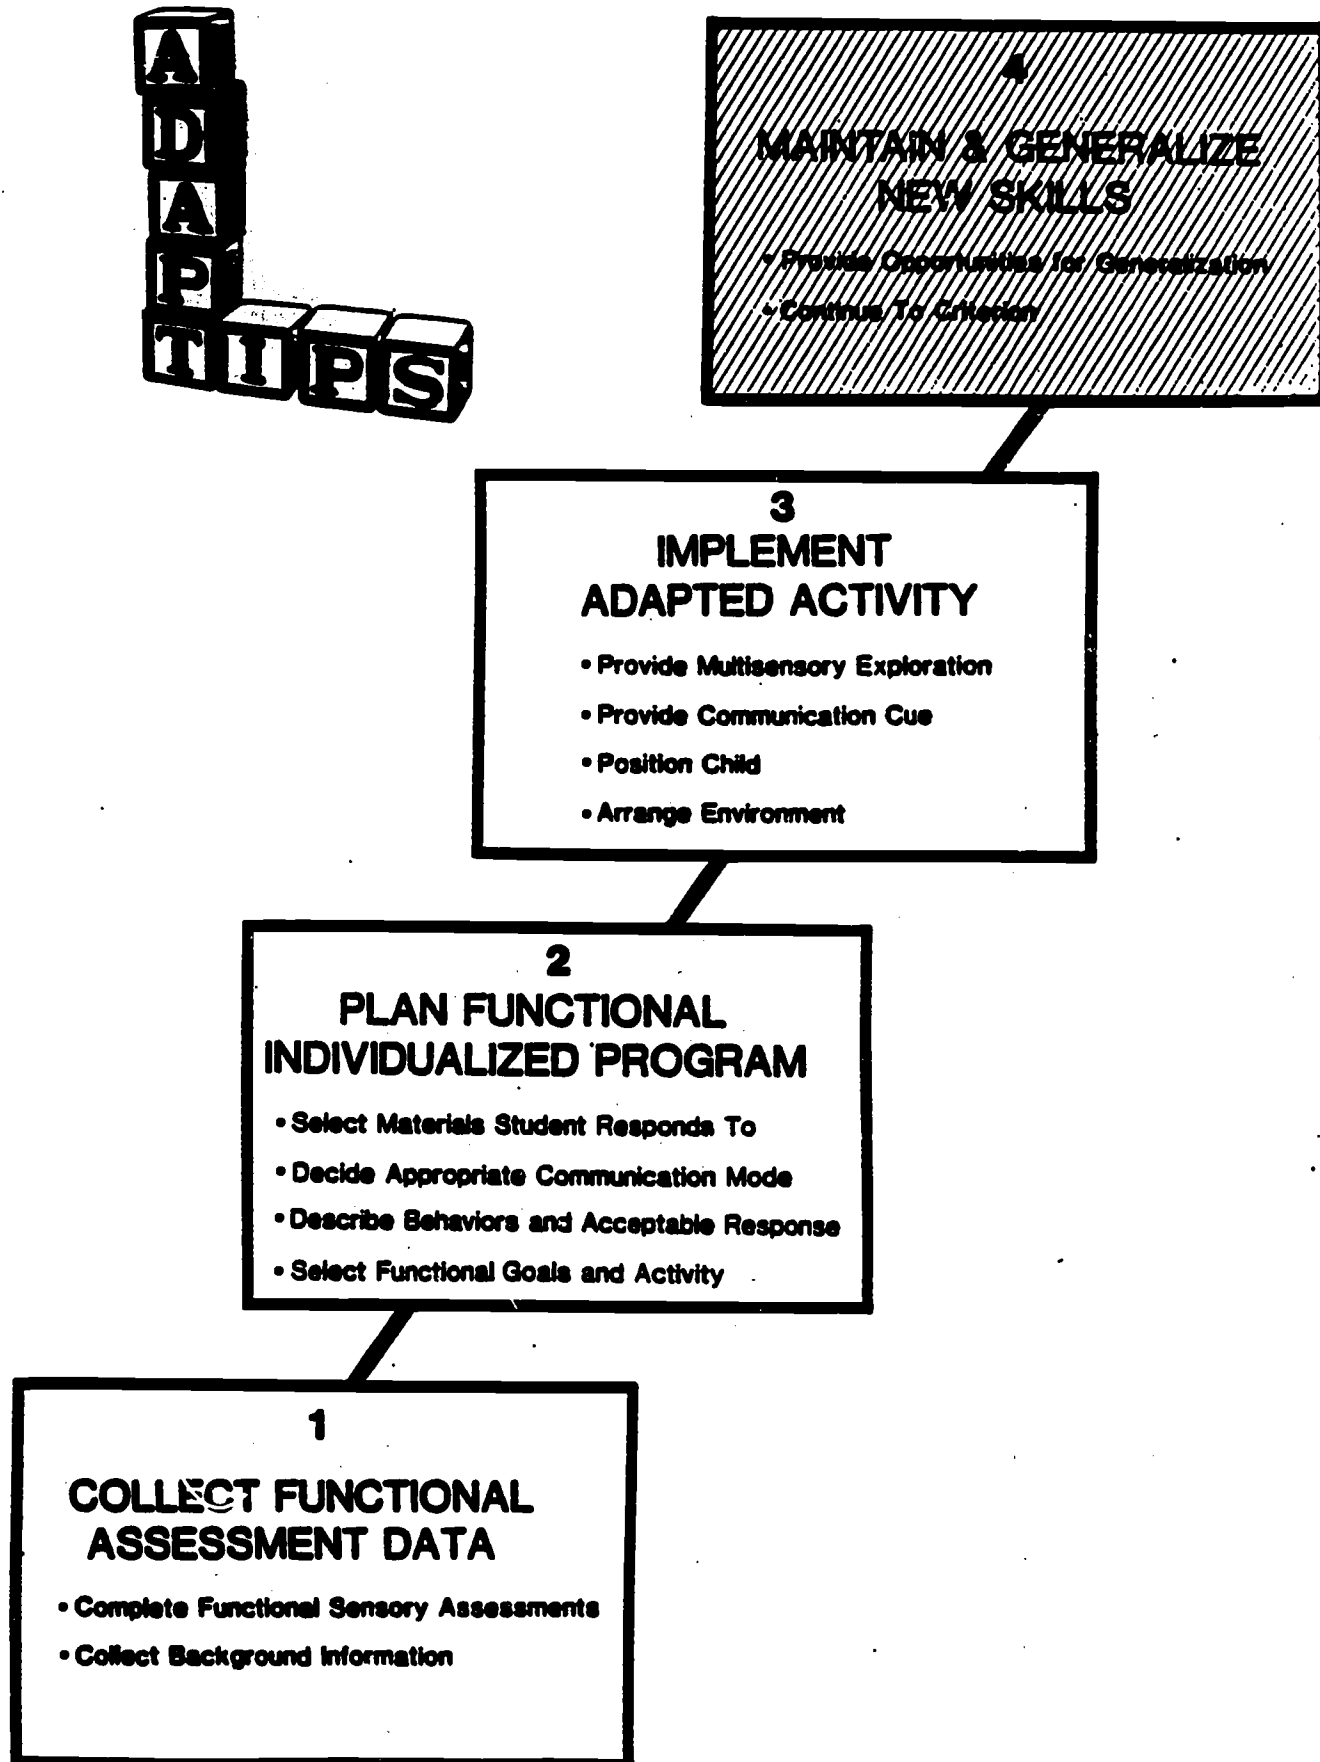 ADAPT
TIPS
4
MAINTAIN & GENERALIZE
NEW SKILLS
• Provide Opportunities for Generalization
• Continue To Criterion
3
IMPLEMENT
ADAPTED ACTIVITY
• Provide Multisensory Exploration
• Provide Communication Cue
• Position Child
• Arrange Environment
2
PLAN FUNCTIONAL
INDIVIDUALIZED PROGRAM
• Select Materials Student Responds To
• Decide Appropriate Communication Mode
• Describe Behaviors and Acceptable Response
• Select Functional Goals and Activity
1
COLLECT FUNCTIONAL
ASSESSMENT DATA
• Complete Functional Sensory Assessments
• Collect Background Information